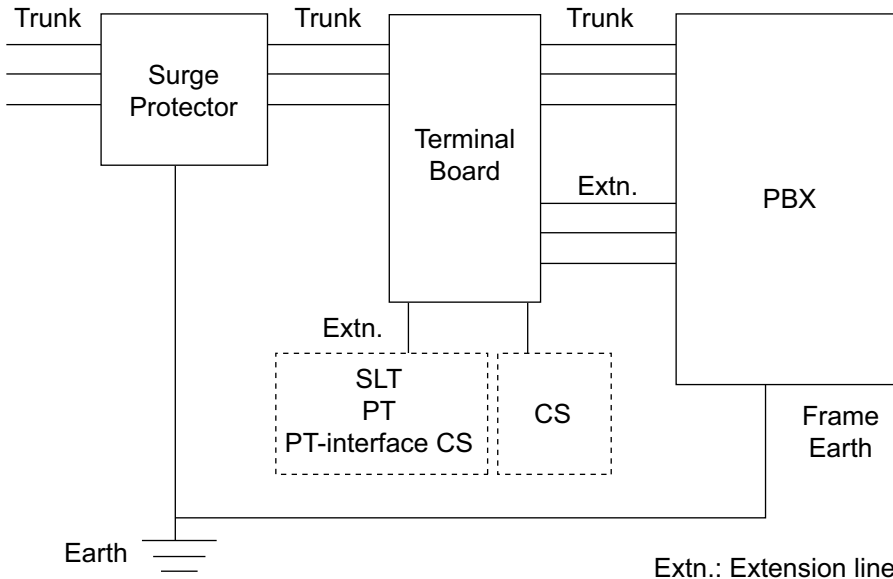 Trunk
Trunk
Trunk
Surge
Protector
Terminal
Board
Extn.
PBX
Extn.
SLT
PT
PT-interface CS
CS
Frame
Earth
Earth
Extn.: Extension line